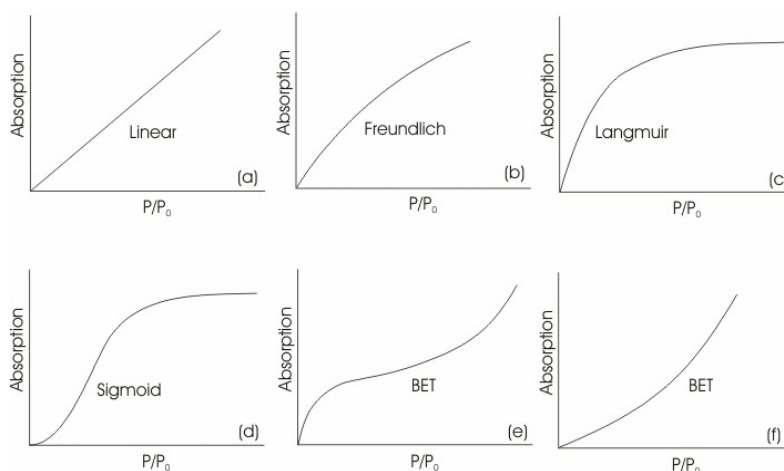 Absorption
Linear
(a)
P/P₀
Absorption
Freundlich
(b)
P/P₀
Absorption
Langmuir
(c
P/P₀
Absorption
Sigmoid
(d)
P/P₀
Absorption
BET
(e)
P/P₀
Absorption
BET
(f)
P/P₀